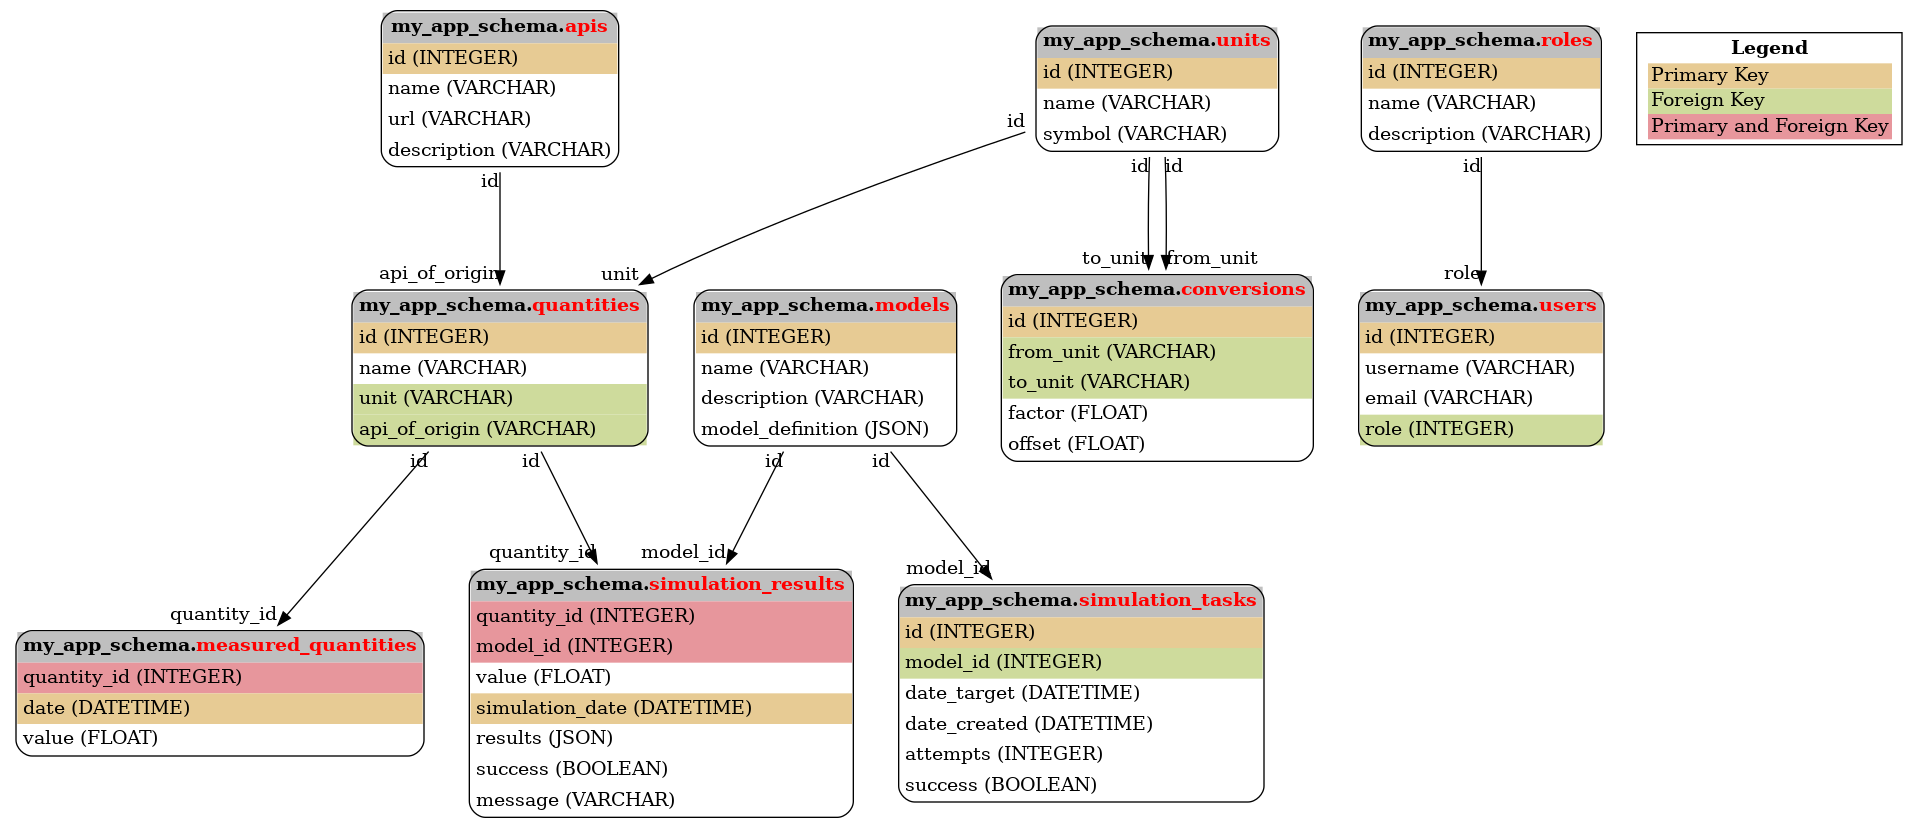 my_app_schema.apis
id (INTEGER)
name (VARCHAR)
url (VARCHAR)
description (VARCHAR)
id
my_app_schema.units
id (INTEGER)
name (VARCHAR)
symbol (VARCHAR)
id
id
id
my_app_schema.roles
id (INTEGER)
name (VARCHAR)
description (VARCHAR)
id
Legend
Primary Key
Foreign Key
Primary and Foreign Key
api_of_origin
unit
my_app_schema.quantities
id (INTEGER)
name (VARCHAR)
unit (VARCHAR)
api_of_origin (VARCHAR)
id
id
my_app_schema.models
id (INTEGER)
name (VARCHAR)
description (VARCHAR)
model_definition (JSON)
id
id
to_unit
from_unit
my_app_schema.conversions
id (INTEGER)
from_unit (VARCHAR)
to_unit (VARCHAR)
factor (FLOAT)
offset (FLOAT)
role
my_app_schema.users
id (INTEGER)
username (VARCHAR)
email (VARCHAR)
role (INTEGER)
quantity_id
my_app_schema.measured_quantities
quantity_id (INTEGER)
date (DATETIME)
value (FLOAT)
quantity_id
model_id
my_app_schema.simulation_results
quantity_id (INTEGER)
model_id (INTEGER)
value (FLOAT)
simulation_date (DATETIME)
results (JSON)
success (BOOLEAN)
message (VARCHAR)
model_id
my_app_schema.simulation_tasks
id (INTEGER)
model_id (INTEGER)
date_target (DATETIME)
date_created (DATETIME)
attempts (INTEGER)
success (BOOLEAN)